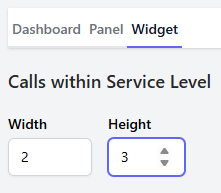 Dashboard Panel Widget
Calls within Service Level
Width Height
2 3